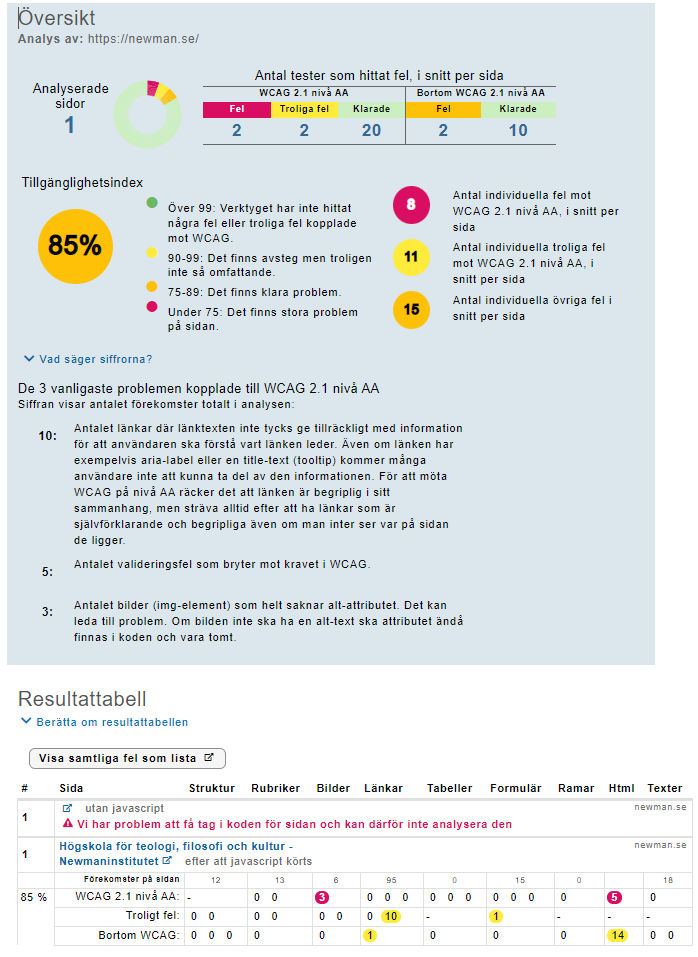 Översikt
Analys av: https://newman.se/
Analyserade
sidor
1
Antal tester som hittat fel, i snitt per sida
WCAG 2.1 nivå AA
Bortom WCAG 2.1 nivå AA
Fel Troliga fel Klarade Fel Klarade
2 2 20 2 10
Tillgänglighetsindex
85%
Över 99: Verktyget har inte hittat
några fel eller troliga fel kopplade
mot WCAG.
90-99: Det finns avsteg men troligen
inte så omfattande.
75-89: Det finns klara problem.
Under 75: Det finns stora problem
på sidan.
8
Antal individuella fel mot
WCAG 2.1 nivå AA, i snitt per
sida
11
Antal individuella troliga fel
mot WCAG 2.1 nivå AA, i
snitt per sida
15
Antal individuella övriga fel i
snitt per sida
Vad säger siffrorna?
De 3 vanligaste problemen kopplade till WCAG 2.1 nivå AA
Siffran visar antalet förekomster totalt i analysen:
10: Antalet länkar där länktexten inte tycks ge tillräckligt med information
för att användaren ska förstå vart länken leder. Även om länken har
exempelvis aria-label eller en title-text (tooltip) kommer många
användare inte att kunna ta del av den informationen. För att möta
WCAG på nivå AA räcker det att länken är begriplig i sitt
sammanhang, men sträva alltid efter att ha länkar som är
självförklarande och begripliga även om man inter ser var på sidan
de ligger.
5: Antalet valideringsfel som bryter mot kravet i WCAG.
3: Antalet bilder (img-element) som helt saknar alt-attributet. Det kan
leda till problem. Om bilden inte ska ha en alt-text ska attributet ändå
finnas i koden och vara tomt.
Resultattabell
Berätta om resultattabellen
Visa samtliga fel som lista
# Sida Struktur Rubriker Bilder Länkar Tabeller Formulär Ramar Html Texter
1 utan javascript newman.se
Vi har problem att få tag i koden för sidan och kan därför inte analysera den
1 Högskola för teologi, filosofi och kultur - newman.se
Newmaninstitutet efter att javascript körts
Förekomster på sidan 12 13 6 95 0 15 0 18
85 % WCAG 2.1 nivå AA: - 0 0 3 0 0 0 0 0 0 0 0 0 0 5 0
Troligt fel: 0 0 0 0 0 0 0 10 - 1 - - -
Bortom WCAG: 0 0 0 0 0 1 0 0 0 14 0 0